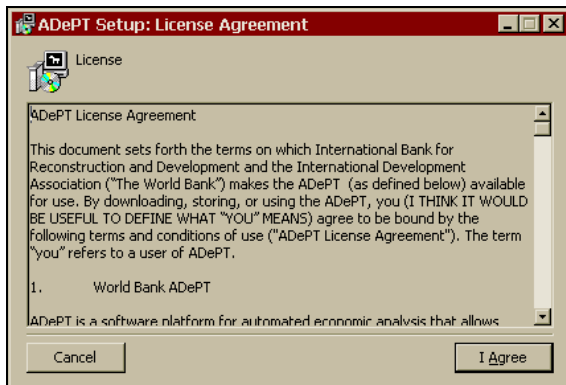 ADePT Setup: License Agreement
License
ADePT License Agreement
This document sets forth the terms on which International Bank for
Reconstruction and Development and the International Development
Association ("The World Bank") makes the ADePT (as defined below) available
for use. By downloading, storing, or using the ADePT, you (I THINK IT WOULD
BE USEFUL TO DEFINE WHAT "YOU" MEANS) agree to be bound by the
following terms and conditions of use ("ADePT License Agreement"). The term
"you" refers to a user of ADePT.
1. World Bank ADePT
ADePT is a software platform for automated economic analysis that allows
Cancel
I Agree